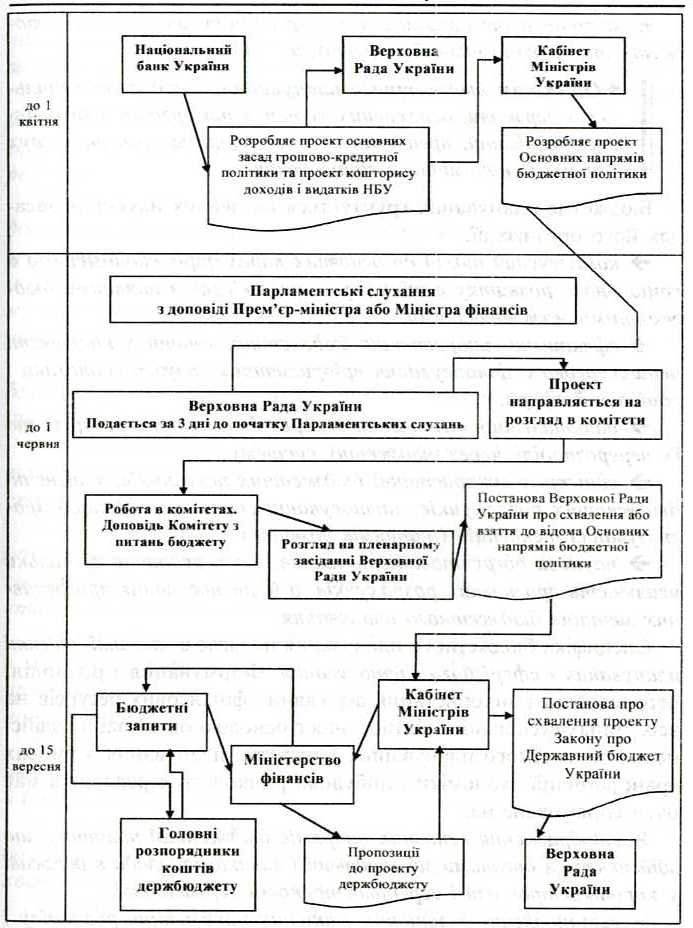 до 1
квітня
Національний
банк України
Верховна
Рада України
Кабінет
Міністрів
України
Розробляє проект основних
засад грошово-кредитної
політики та проект кошторису
доходів і видатків НБУ
Розробляє проект
Основних напрямів
бюджетної політики
до 1
червня
Парламентські слухання
з доповіді Прем’єр-міністра або Міністра фінансів
Верховна Рада України
Подається за 3 дні до початку Парламентських слухань
Проект
направляється на
розгляд в комітети
Робота в комітетах.
Доповідь Комітету з
питань бюджету
Розгляд на пленарному
засіданні Верховної
Ради України
Постанова Верховної Ради
України про схвалення або
взяття до відома Основних
напрямів бюджетної
політики
до 15
вересня
Бюджетні
запити
Міністерство
фінансів
Кабінет
Міністрів
України
Постанова про
схвалення проекту
Закону про
Державний бюджет
України
Головні
розпорядники
коштів
держбюджету
Пропозиції
до проекту
держбюджету
Верховна
Рада
України